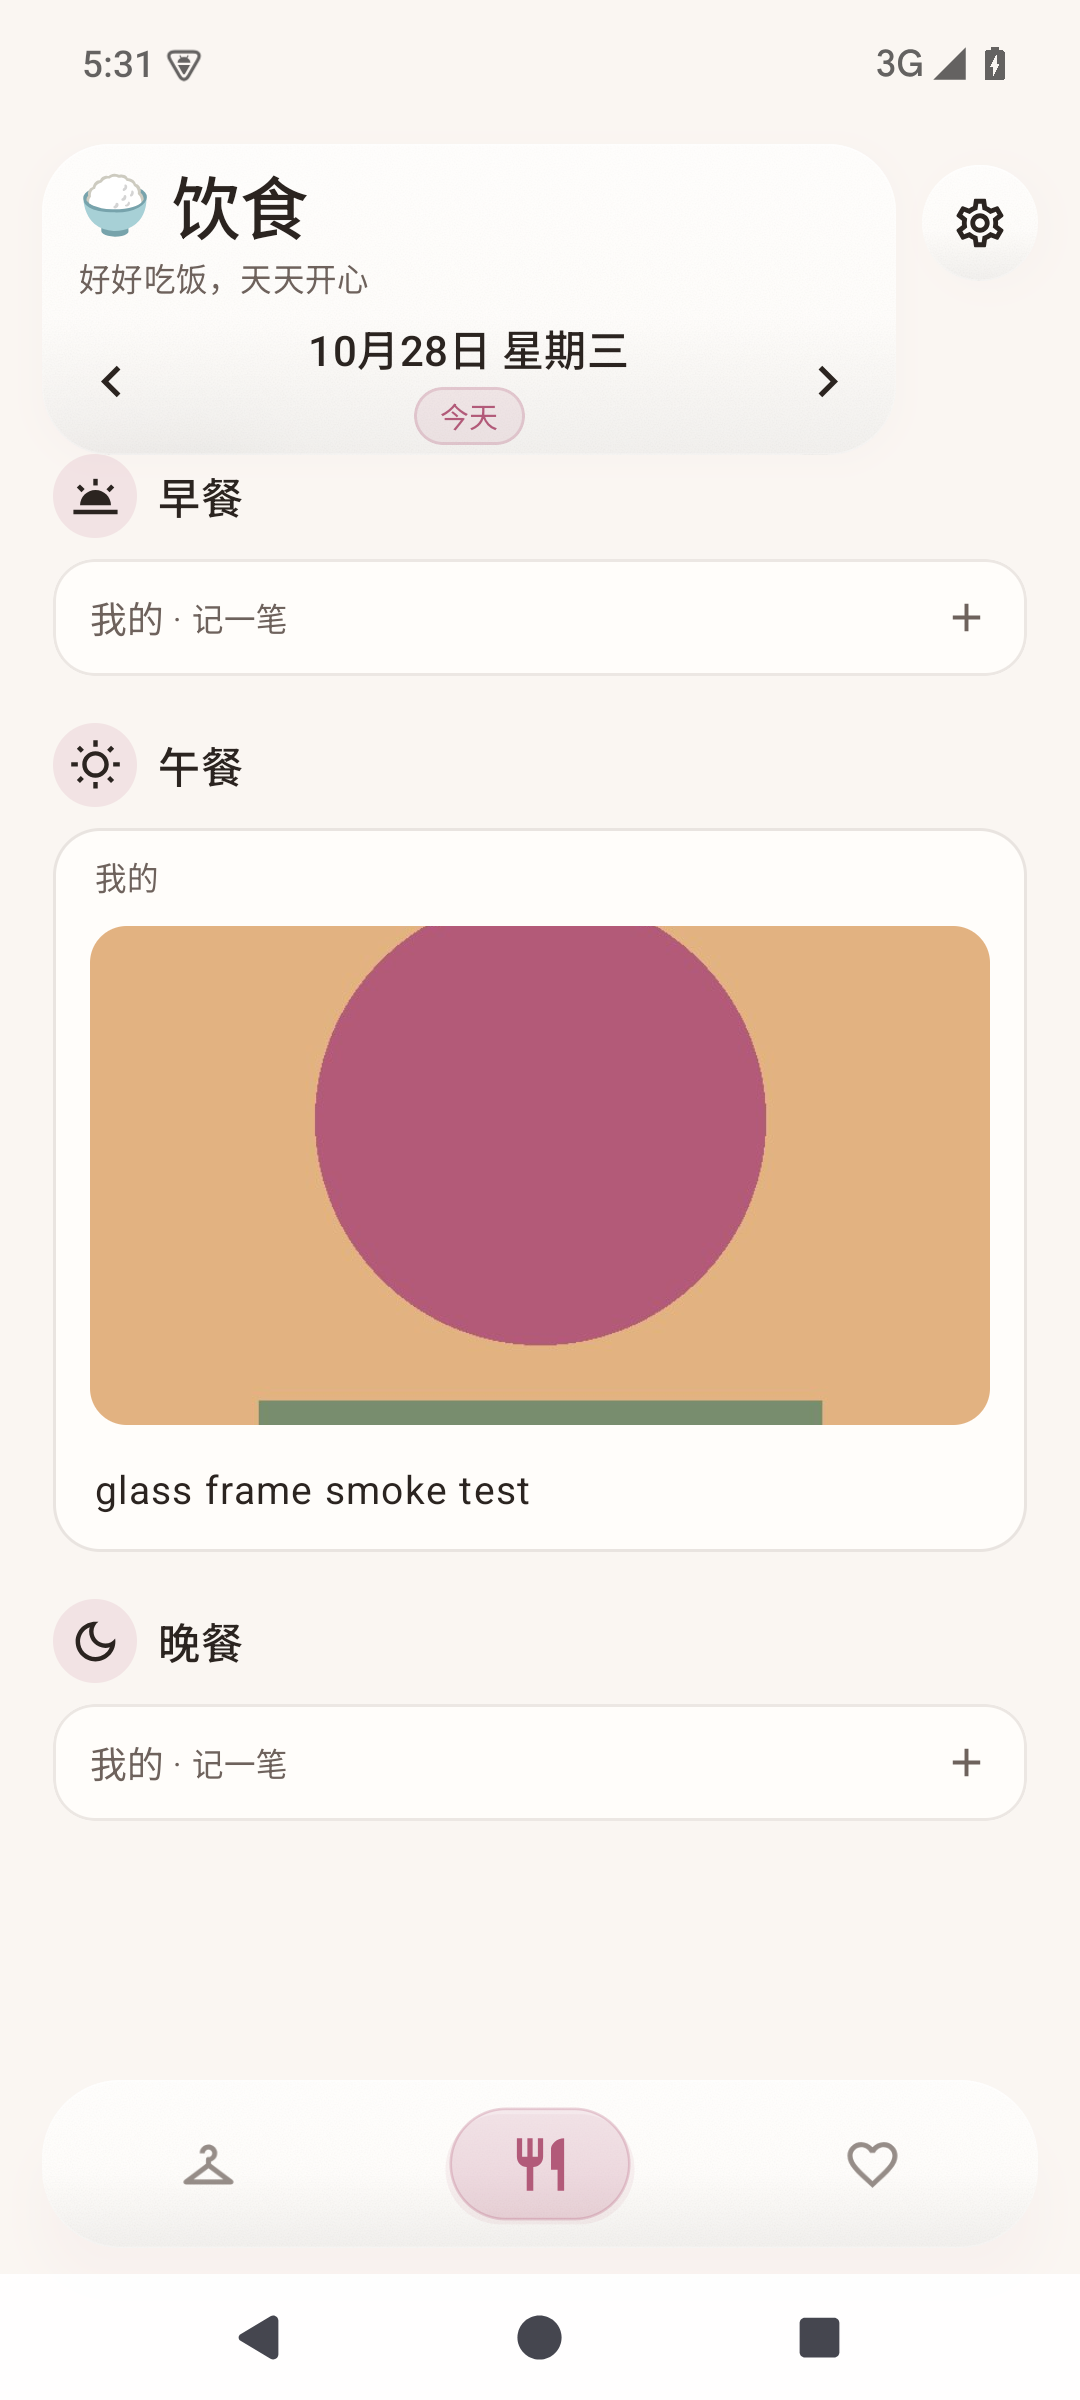 5:31
3G
饮食
好好吃饭，天天开心
10月28日 星期三
今天
早餐
我的 · 记一笔
午餐
我的
glass frame smoke test
晚餐
我的 · 记一笔